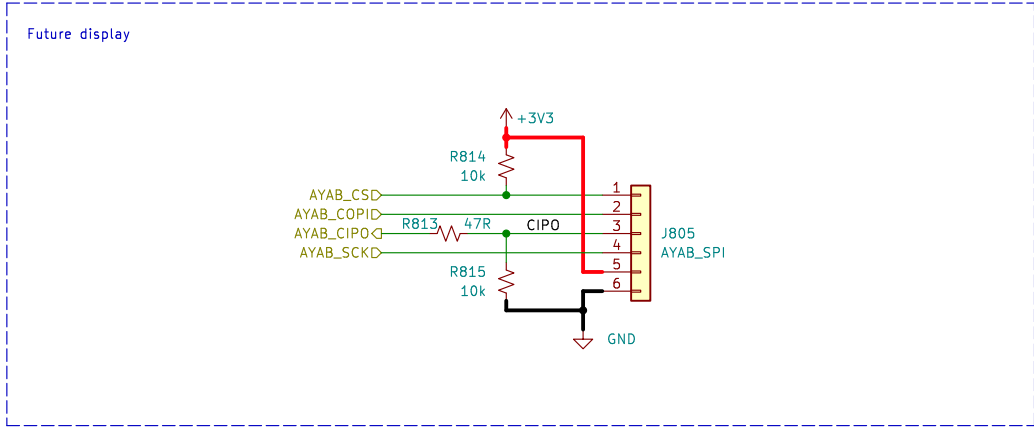 Future display
+3V3
R814
10k
AYAB_CS
1
AYAB_COPI
2
AYAB_CIPO
R813
47R
CIPO
3
J805
AYAB_SCK
4
AYAB_SPI
R815
5
10k
6
GND